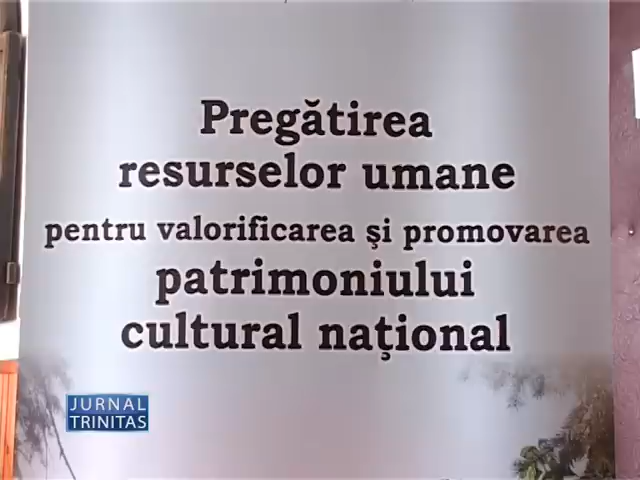 Pregătirea
resurselor umane
pentru valorificarea şi promovarea
patrimoniului
cultural naţional
JURNAL
TRINITAS